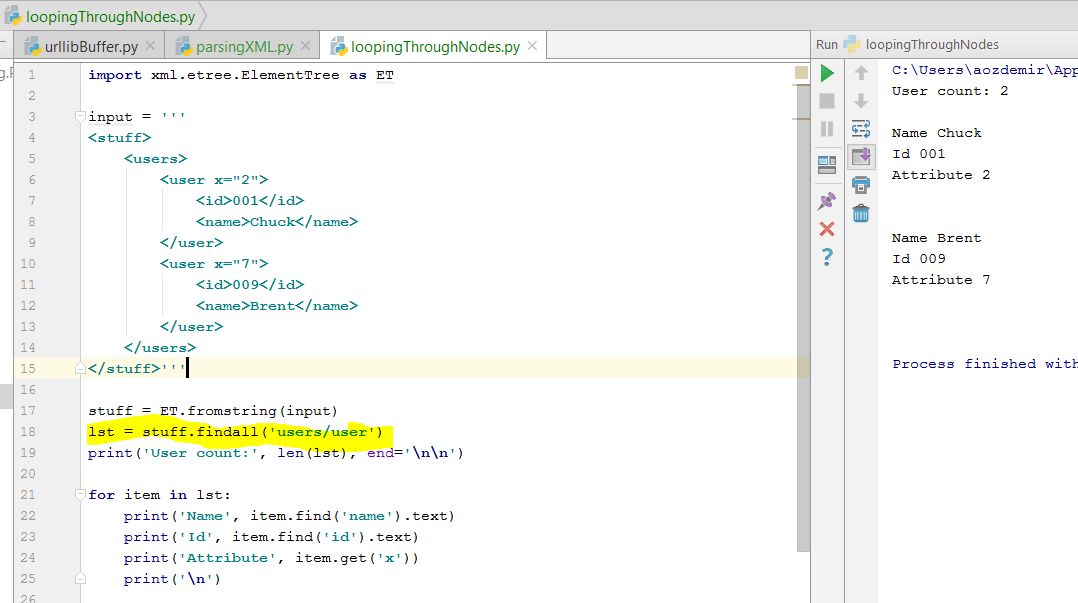 loopingThroughNodes.py
urllibBuffer.py
parsingXML.py
loopingThroughNodes.py
Run loopingThroughNodes
1 import xml.etree.ElementTree as ET
2
3 input = '''
4 <stuff>
5 <users>
6 <user x="2">
7 <id>001</id>
8 <name>Chuck</name>
9 </user>
10 <user x="7">
11 <id>009</id>
12 <name>Brent</name>
13 </user>
14 </users>
15 </stuff>'''
16
17 stuff = ET.fromstring(input)
18 lst = stuff.findall('users/user')
19 print('User count:', len(lst), end='\n\n')
20
21 for item in lst:
22 print('Name', item.find('name').text)
23 print('Id', item.find('id').text)
24 print('Attribute', item.get('x'))
25 print('\n')
26
C:\Users\aozdemir\App
User count: 2
Name Chuck
Id 001
Attribute 2
Name Brent
Id 009
Attribute 7
Process finished with